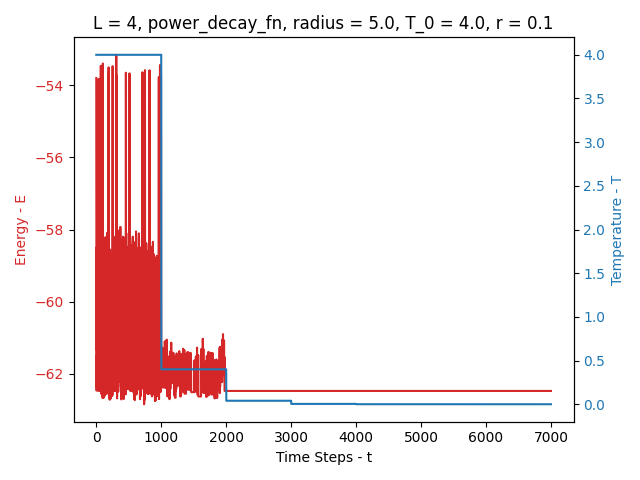 L = 4, power_decay_fn, radius = 5.0, T_0 = 4.0, r = 0.1
−54
−56
−58
−60
−62
Energy - E
4.0
3.5
3.0
2.5
2.0
1.5
1.0
0.5
0.0
Temperature - T
0 1000 2000 3000 4000 5000 6000 7000
Time Steps - t